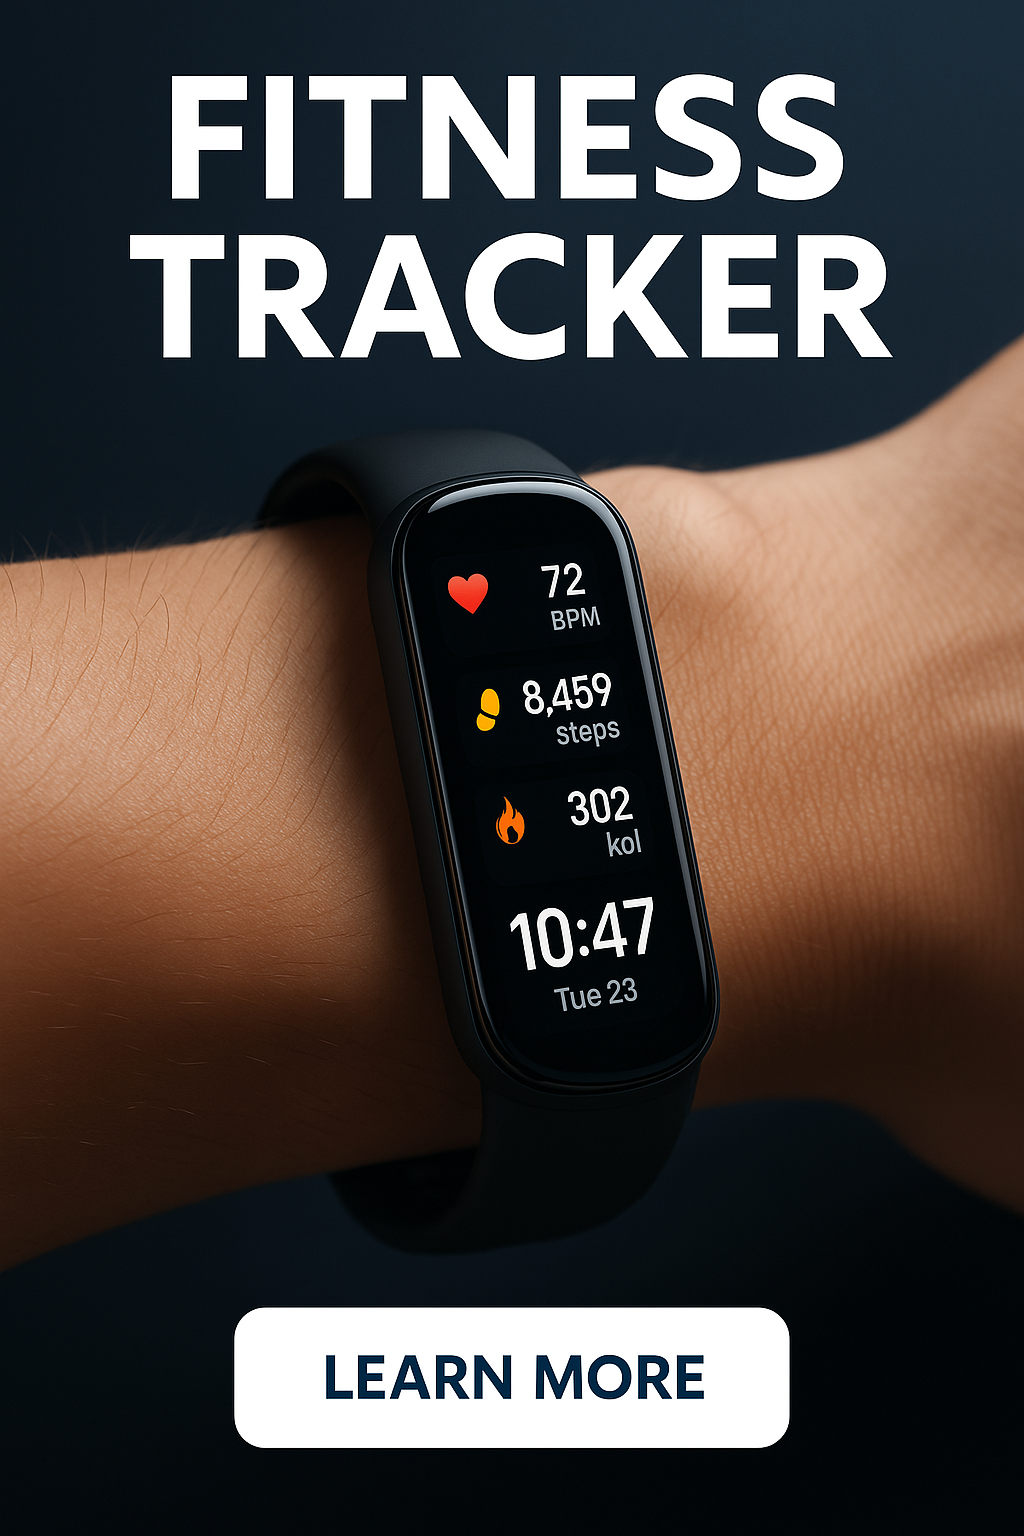 FITNESS
TRACKER
72
BPM
8,459
steps
302
kol
10:47
Tue 23
LEARN MORE